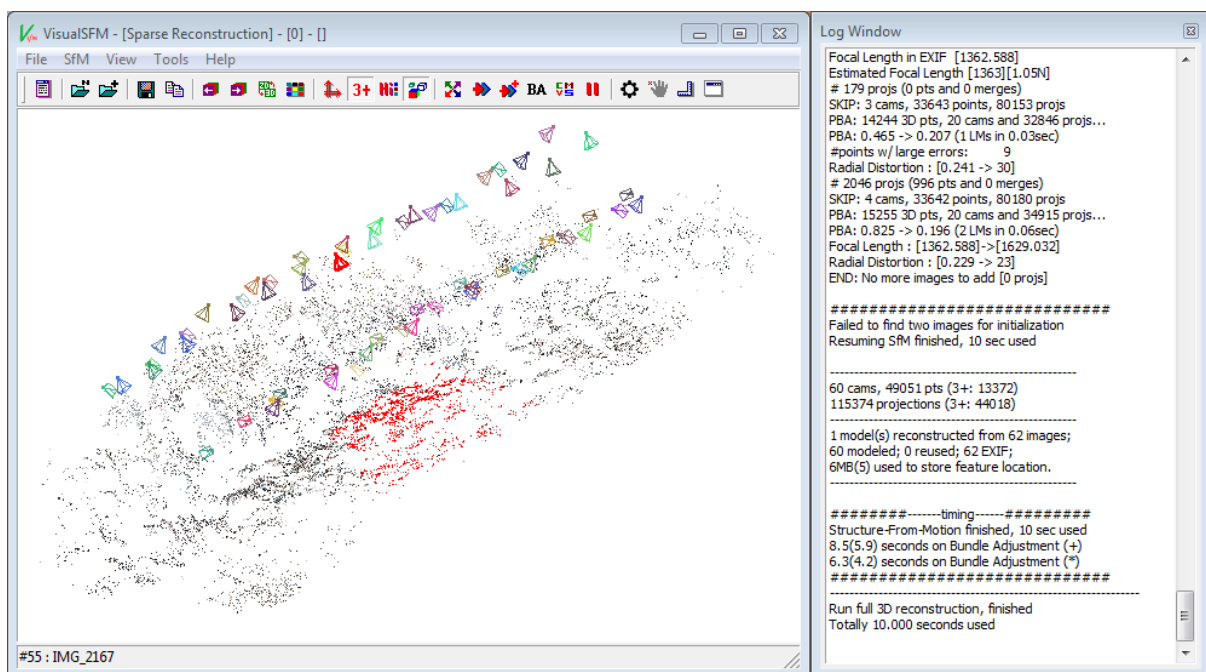 VisualSFM - [Sparse Reconstruction] - [0] - []
File SfM View Tools Help
3+ BA
#55 : IMG_2167
Log Window
Focal Length in EXIF [1362.588]
Estimated Focal Length [1363][1.05N]
# 179 projs (0 pts and 0 merges)
SKIP: 3 cams, 33643 points, 80153 projs
PBA: 14244 3D pts, 20 cams and 32846 projs...
PBA: 0.465 -> 0.207 (1 LMs in 0.03sec)
#points w/ large errors: 9
Radial Distortion : [0.241 -> 30]
# 2046 projs (996 pts and 0 merges)
SKIP: 4 cams, 33642 points, 80180 projs
PBA: 15255 3D pts, 20 cams and 34915 projs...
PBA: 0.825 -> 0.196 (2 LMs in 0.06sec)
Focal Length : [1362.588]->[1629.032]
Radial Distortion : [0.229 -> 23]
END: No more images to add [0 projs]
#############################
Failed to find two images for initialization
Resuming SfM finished, 10 sec used
----------------------------------------------------
60 cams, 49051 pts (3+: 13372)
115374 projections (3+: 44018)
----------------------------------------------------
1 model(s) reconstructed from 62 images;
60 modeled; 0 reused; 62 EXIF;
6MB(5) used to store feature location.
----------------------------------------------------
########-------timing------#########
Structure-From-Motion finished, 10 sec used
8.5(5.9) seconds on Bundle Adjustment (+)
6.3(4.2) seconds on Bundle Adjustment (*)
#############################
-----------------------------------------------------------------
Run full 3D reconstruction, finished
Totally 10.000 seconds used